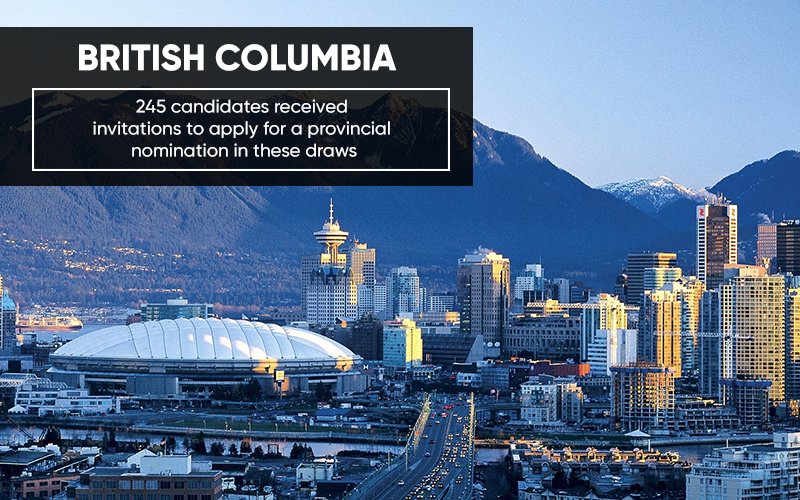 BRITISH COLUMBIA
245 candidates received
invitations to apply for a provincial
nomination in these draws